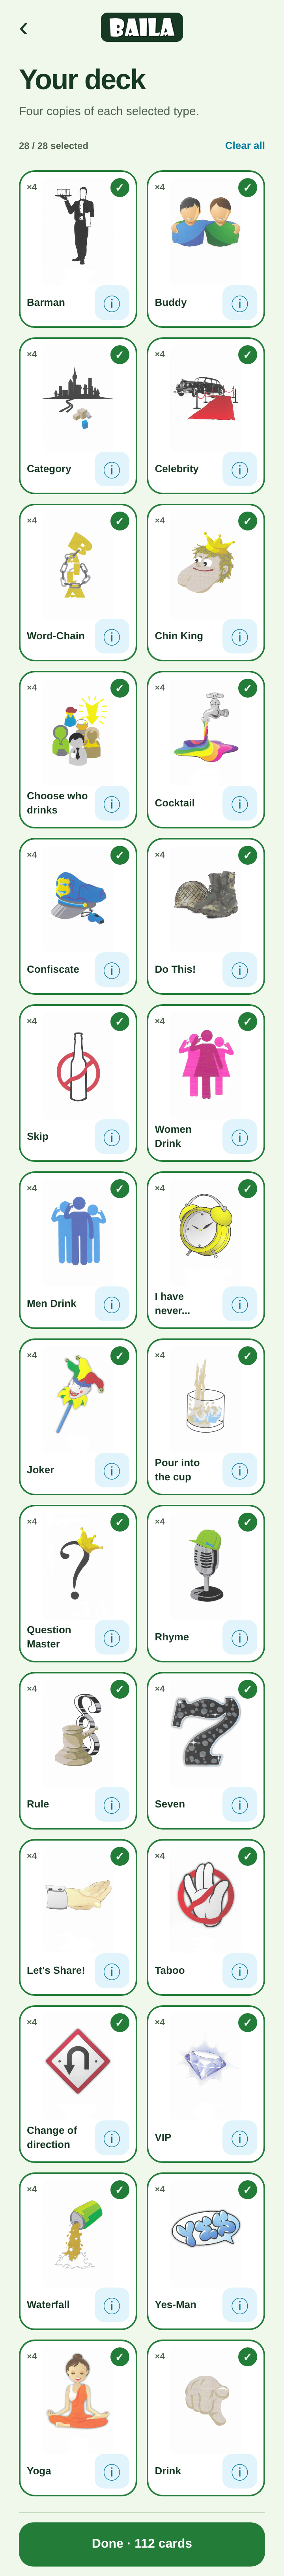 BAILA
Your deck
Four copies of each selected type.
28 / 28 selected
Clear all
×4
×4
Barman
Buddy
×4
×4
Category
Celebrity
×4
×4
Word-Chain
Chin King
×4
×4
Choose who
drinks
Cocktail
×4
×4
Confiscate
Do This!
×4
×4
Skip
Women
Drink
×4
×4
Men Drink
I have
never...
×4
×4
Joker
Pour into
the cup
×4
×4
Question
Master
Rhyme
×4
×4
Rule
Seven
×4
×4
Let's Share!
Taboo
×4
×4
Change of
direction
VIP
×4
×4
YES
Waterfall
Yes-Man
×4
×4
Yoga
Drink
Done · 112 cards